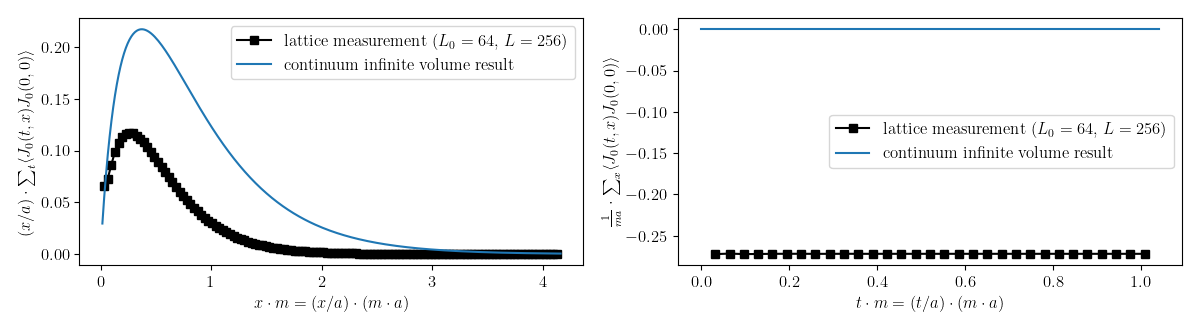 (x/a) · ∑_t ⟨J_0(t, x)J_0(0, 0)⟩
0.20
0.15
0.10
0.05
0.00
lattice measurement (L_0 = 64, L = 256)
continuum infinite volume result
0 1 2 3 4
x · m = (x/a) · (m · a)
\frac{1}{ma} · ∑_x ⟨J_0(t, x)J_0(0, 0)⟩
0.00
−0.05
−0.10
−0.15
−0.20
−0.25
lattice measurement (L_0 = 64, L = 256)
continuum infinite volume result
0.0 0.2 0.4 0.6 0.8 1.0
t · m = (t/a) · (m · a)